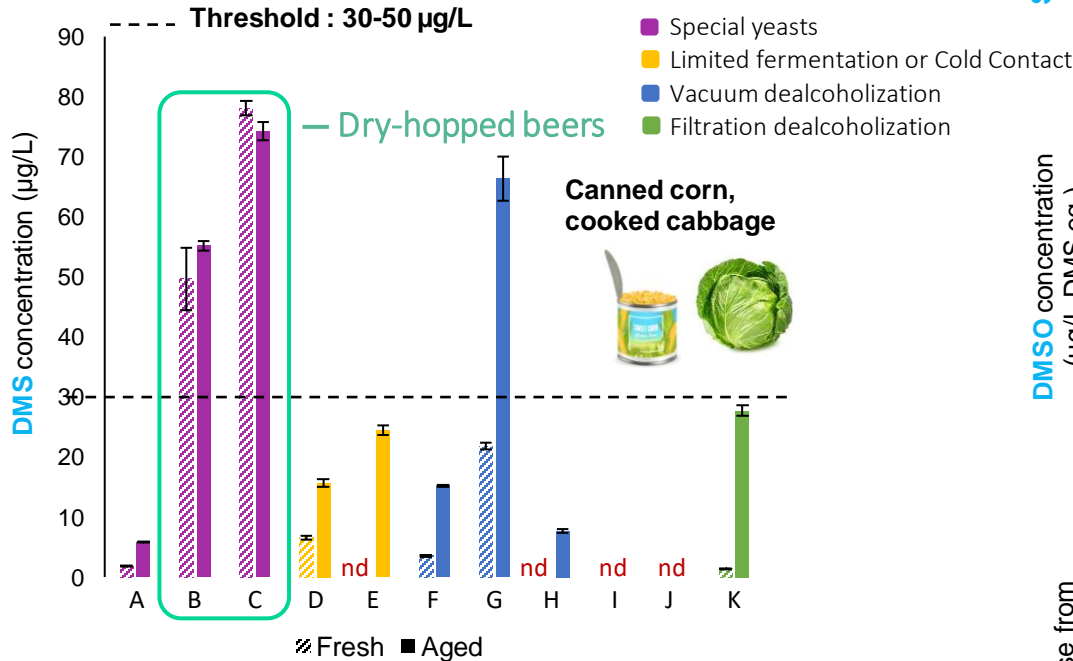 Threshold : 30-50 µg/L
Special yeasts
Limited fermentation or Cold Contact
Vacuum dealcoholization
Filtration dealcoholization
Dry-hopped beers
Canned corn,
cooked cabbage
DMS concentration (µg/L)
90
80
70
60
50
40
30
20
10
0
nd
nd
nd
nd
A
B
C
D
E
F
G
H
I
J
K
Fresh
Aged
DMSO concentration